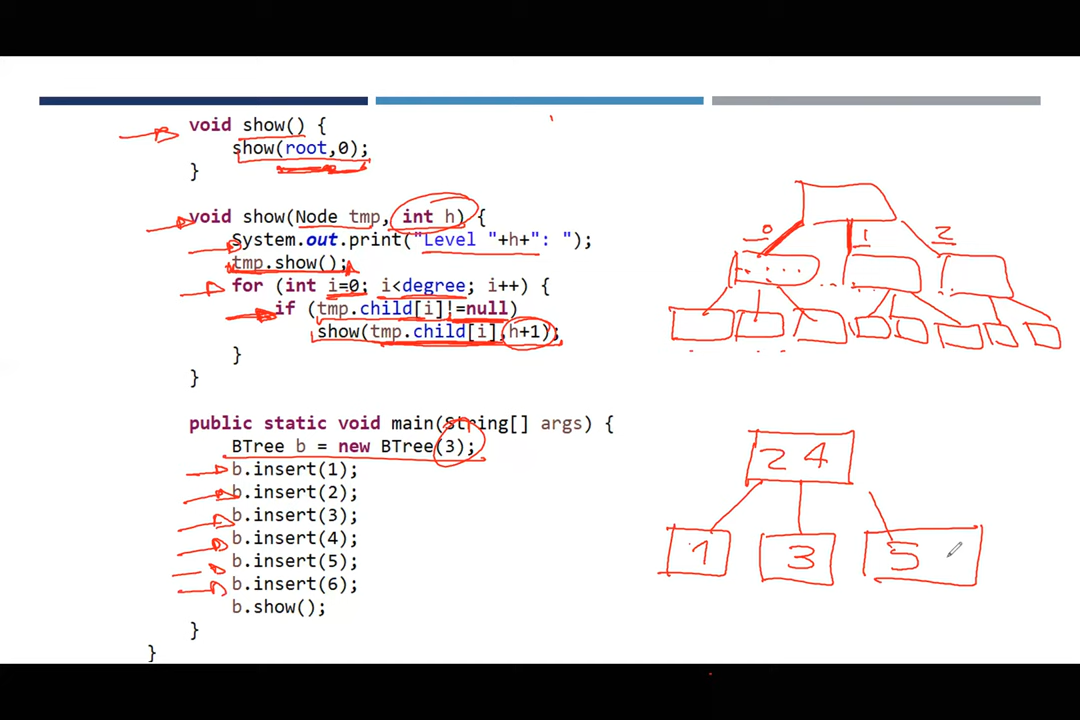 void show() {
show(root,0);
}
void show(Node tmp, int h) {
System.out.print("Level "+h+": ");
tmp.show();
for (int i=0; i<degree; i++) {
if (tmp.child[i]!=null)
show(tmp.child[i],h+1);
}
}
public static void main(String[] args) {
BTree b = new BTree(3);
b.insert(1);
b.insert(2);
b.insert(3);
b.insert(4);
b.insert(5);
b.insert(6);
b.show();
}
}
0 1 2
2 4
1 3 5